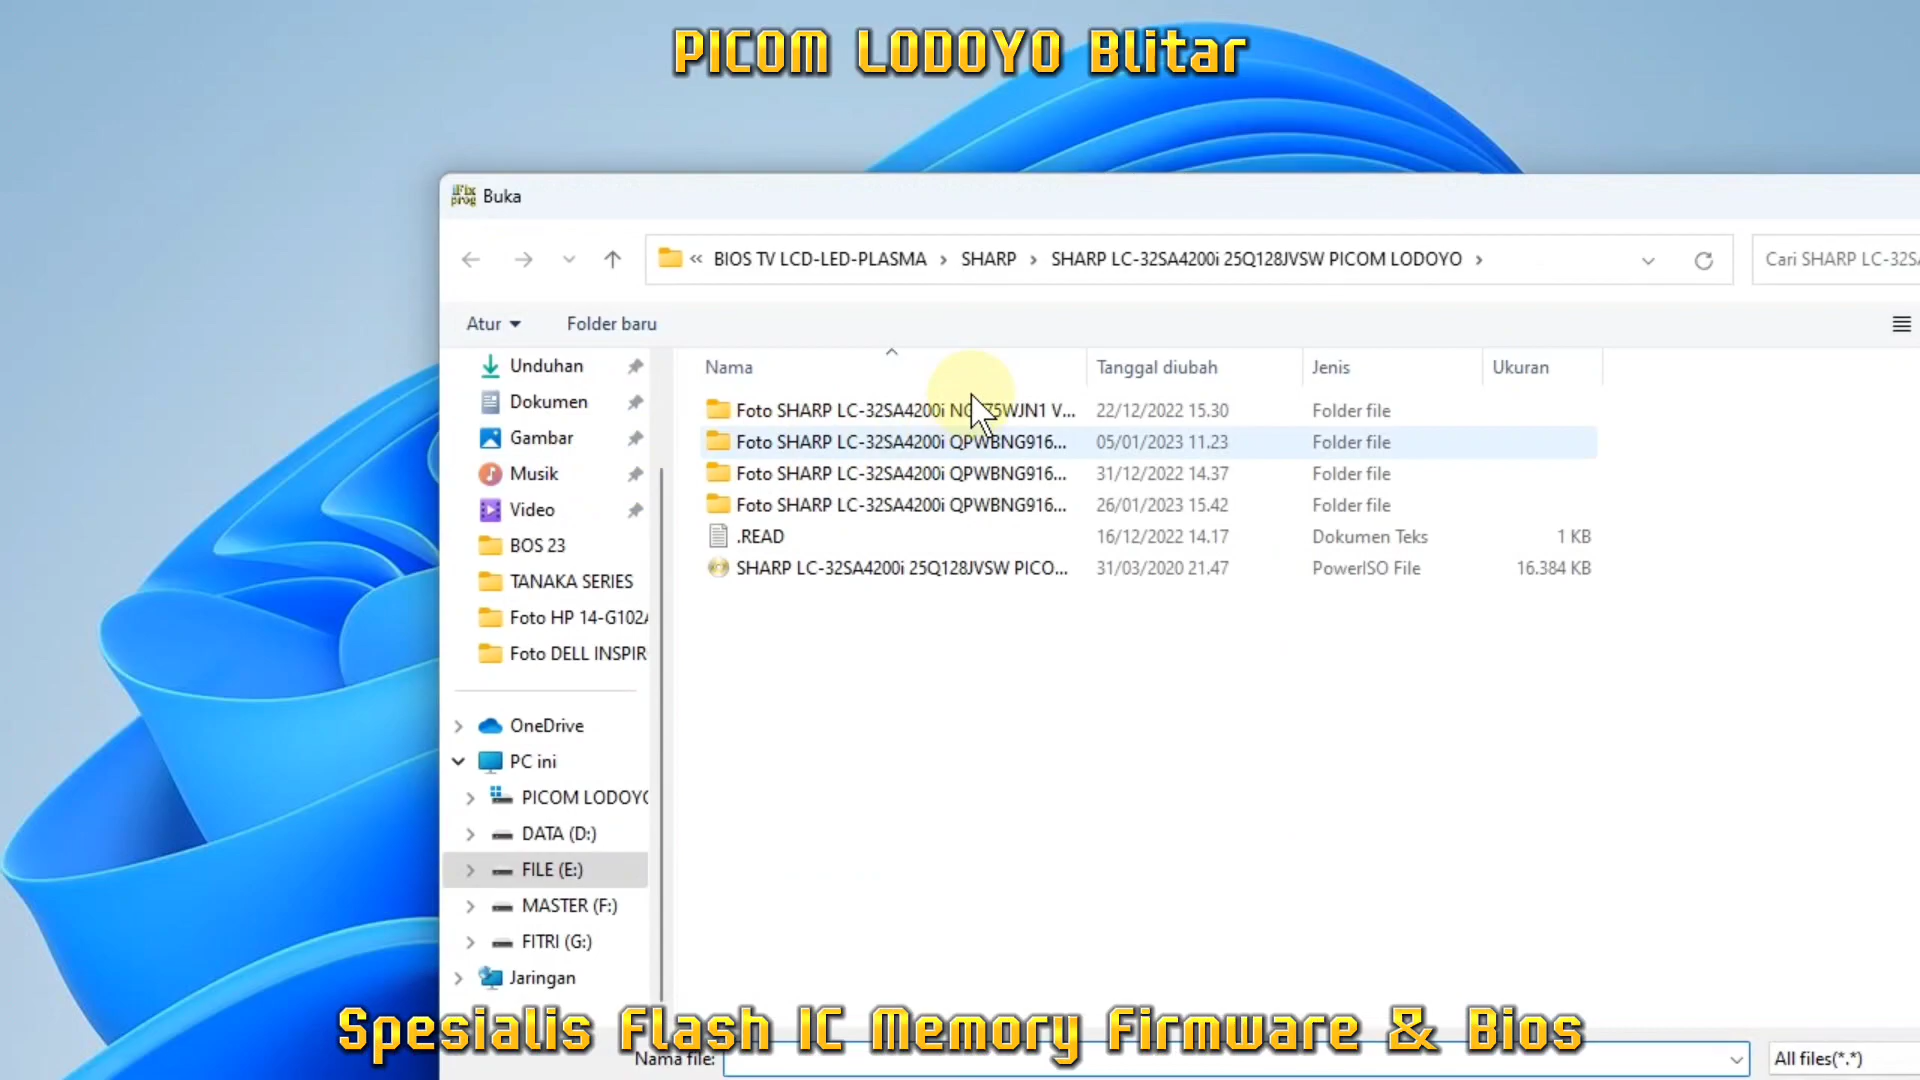 PICOM LODOYO Blitar
iFix prog Buka
« BIOS TV LCD-LED-PLASMA › SHARP › SHARP LC-32SA4200i 25Q128JVSW PICOM LODOYO ›
Cari SHARP LC-32S
Atur
Folder baru
Nama
Tanggal diubah
Jenis
Ukuran
Foto SHARP LC-32SA4200i 75WJN1 V... 22/12/2022 15.30 Folder file
Foto SHARP LC-32SA4200i QPWBNG916... 05/01/2023 11.23 Folder file
Foto SHARP LC-32SA4200i QPWBNG916... 31/12/2022 14.37 Folder file
Foto SHARP LC-32SA4200i QPWBNG916... 26/01/2023 15.42 Folder file
.READ 16/12/2022 14.17 Dokumen Teks 1 KB
SHARP LC-32SA4200i 25Q128JVSW PICO... 31/03/2020 21.47 PowerISO File 16.384 KB
Unduhan
Dokumen
Gambar
Musik
Video
BOS 23
TANAKA SERIES
Foto HP 14-G102A
Foto DELL INSPIR
OneDrive
PC ini
PICOM LODOYO
DATA (D:)
FILE (E:)
MASTER (F:)
FITRI (G:)
Jaringan
Spesialis Flash IC Memory Firmware & Bios
Nama file:
All files(*.*)